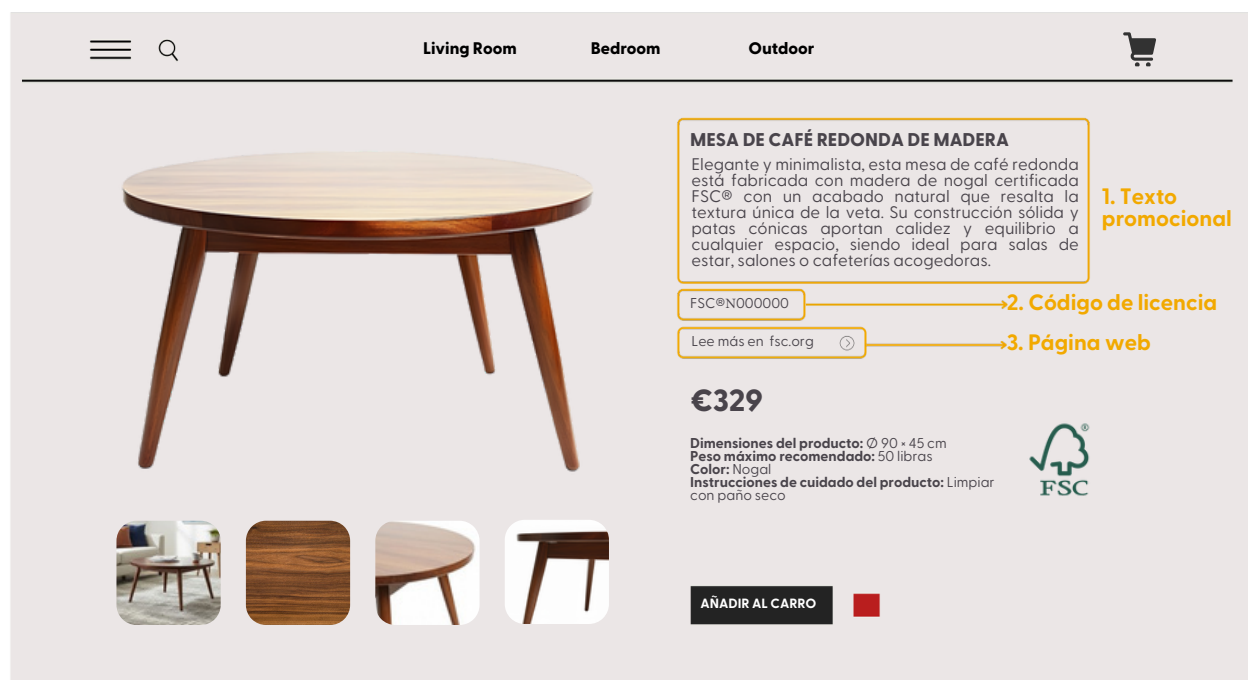 Living Room
Bedroom
Outdoor
MESA DE CAFÉ REDONDA DE MADERA
Elegante y minimalista, esta mesa de café redonda
está fabricada con madera de nogal certificada
FSC® con un acabado natural que resalta la
textura única de la veta. Su construcción sólida y
patas cónicas aportan calidez y equilibrio a
cualquier espacio, siendo ideal para salas de
estar, salones o cafeterías acogedoras.
1. Texto
promocional
FSC®N000000
2. Código de licencia
Lee más en fsc.org
3. Página web
€329
Dimensiones del producto: Ø 90 × 45 cm
Peso máximo recomendado: 50 libras
Color: Nogal
Instrucciones de cuidado del producto: Limpiar
con paño seco
®
FSC
AÑADIR AL CARRO